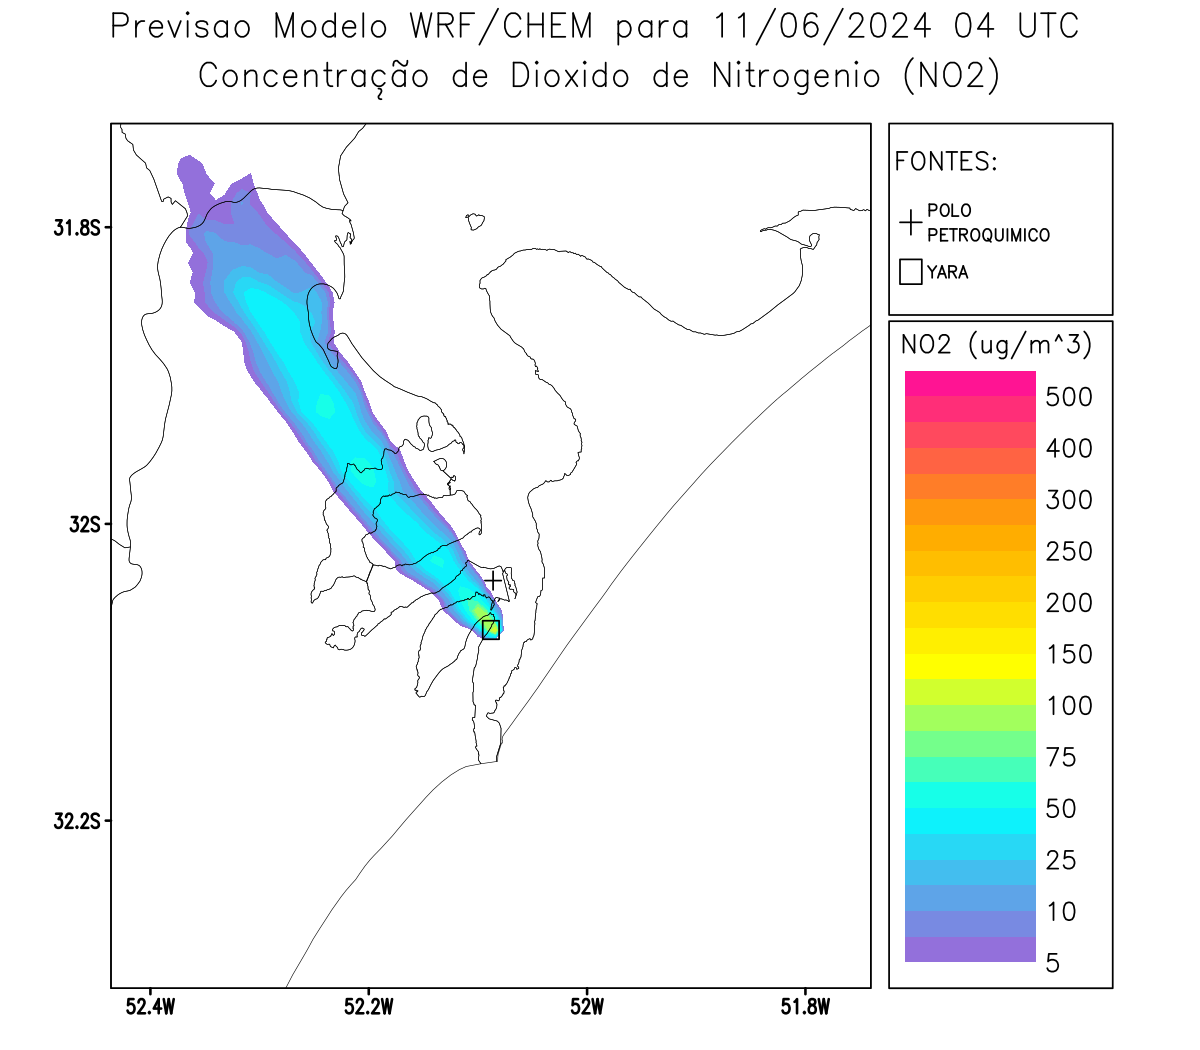 Previsao Modelo WRF/CHEM para 11/06/2024 04 UTC
Concentração de Dioxido de Nitrogenio (NO2)
FONTES:
POLO
PETROQUIMICO
YARA
NO2 (ug/m^3)
500
400
300
250
200
150
100
75
50
25
10
5
31.8S
32S
32.2S
52.4W
52.2W
52W
51.8W